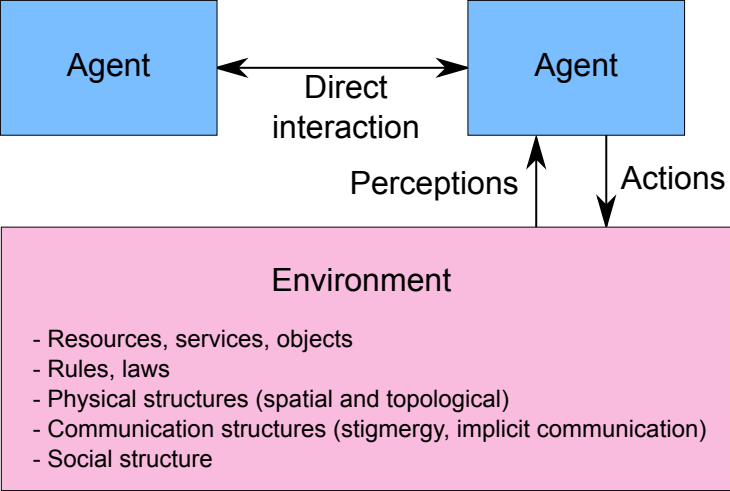 Agent
Agent
Direct
interaction
Perceptions
Actions
Environment
- Resources, services, objects
- Rules, laws
- Physical structures (spatial and topological)
- Communication structures (stigmergy, implicit communication)
- Social structure